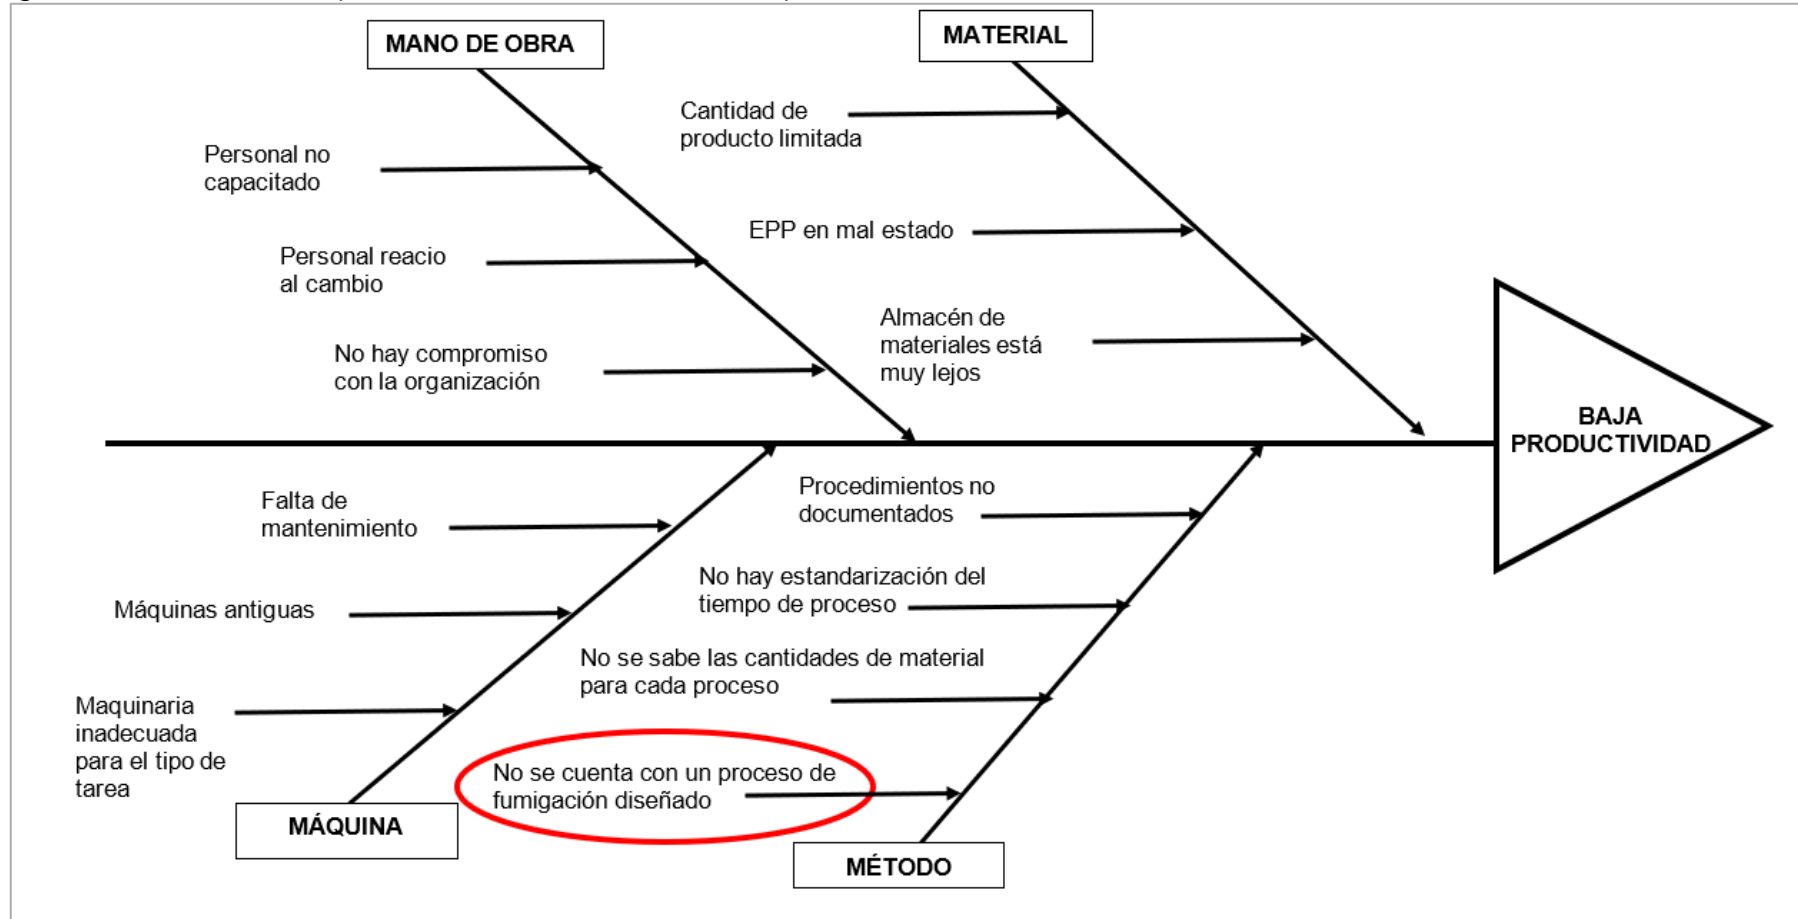 MANO DE OBRA
MATERIAL
Cantidad de
producto limitada
Personal no
capacitado
EPP en mal estado
Personal reacio
al cambio
Almacén de
materiales está
muy lejos
No hay compromiso
con la organización
BAJA
PRODUCTIVIDAD
Falta de
mantenimiento
Procedimientos no
documentados
No hay estandarización del
tiempo de proceso
Máquinas antiguas
No se sabe las cantidades de material
para cada proceso
Maquinaria
inadecuada
para el tipo de
tarea
No se cuenta con un proceso de
fumigación diseñado
MÁQUINA
MÉTODO